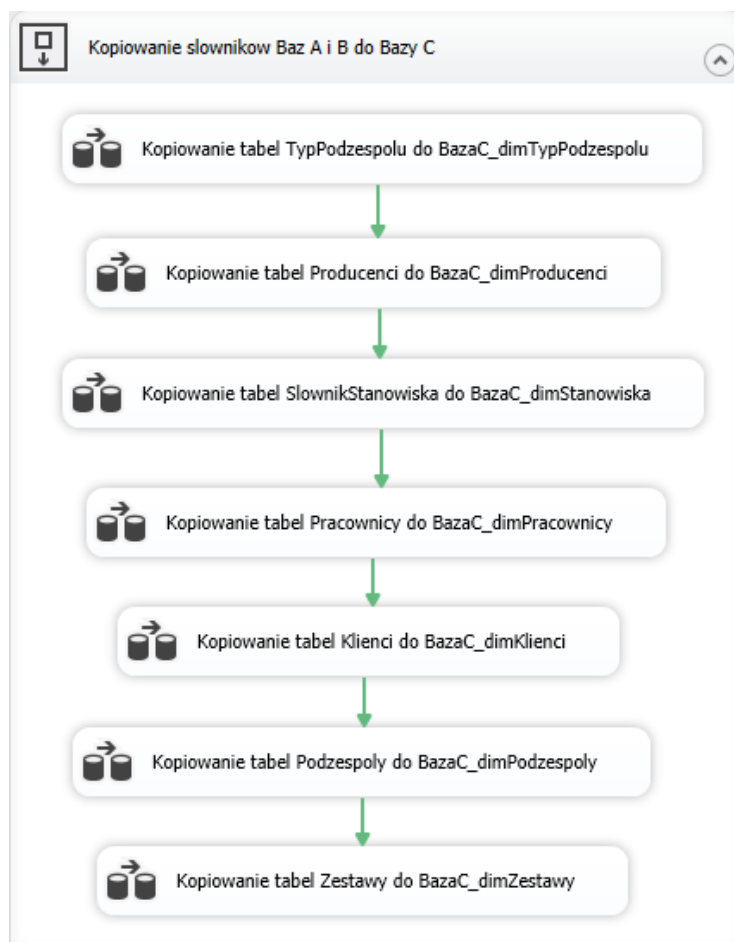 Kopiowanie slownikow Baz A i B do Bazy C
Kopiowanie tabel TypPodzespolu do BazaC_dimTypPodzespolu
Kopiowanie tabel Producenci do BazaC_dimProducenci
Kopiowanie tabel SlownikStanowiska do BazaC_dimStanowiska
Kopiowanie tabel Pracownicy do BazaC_dimPracownicy
Kopiowanie tabel Klienci do BazaC_dimKlienci
Kopiowanie tabel Podzespoly do BazaC_dimPodzespoly
Kopiowanie tabel Zestawy do BazaC_dimZestawy